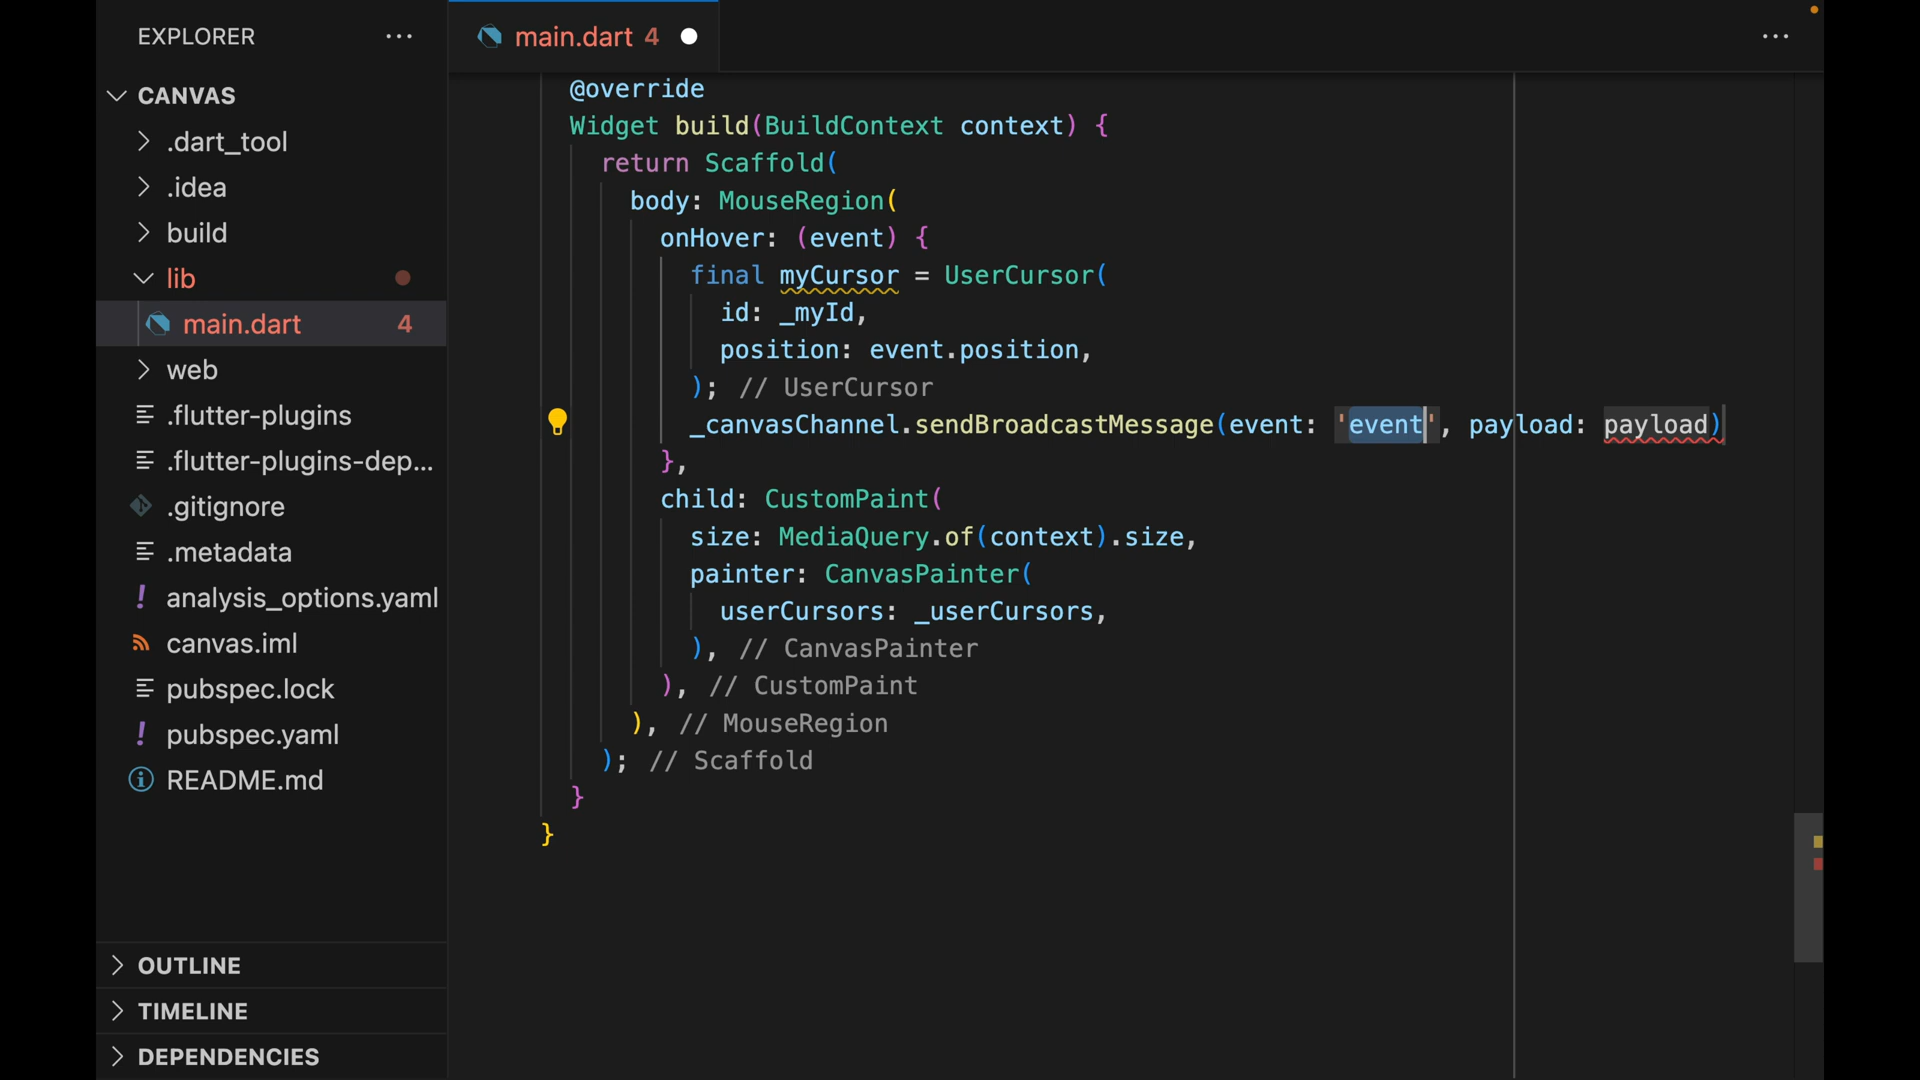 EXPLORER
CANVAS
.dart_tool
.idea
build
lib
main.dart 4
web
.flutter-plugins
.flutter-plugins-dep...
.gitignore
.metadata
analysis_options.yaml
canvas.iml
pubspec.lock
pubspec.yaml
README.md
OUTLINE
TIMELINE
DEPENDENCIES
main.dart 4
@override
Widget build(BuildContext context) {
return Scaffold(
body: MouseRegion(
onHover: (event) {
final myCursor = UserCursor(
id: _myId,
position: event.position,
); // UserCursor
_canvasChannel.sendBroadcastMessage(event: 'event', payload: payload)
},
child: CustomPaint(
size: MediaQuery.of(context).size,
painter: CanvasPainter(
userCursors: _userCursors,
), // CanvasPainter
), // CustomPaint
), // MouseRegion
); // Scaffold
}
}